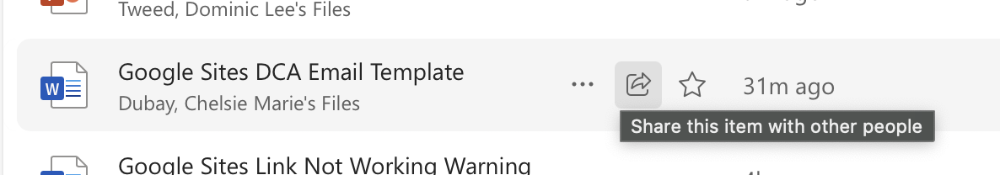 Tweed, Dominic Lee's Files
Google Sites DCA Email Template
Dubay, Chelsie Marie's Files
31m ago
Share this item with other people
Google Sites Link Not Working Warning